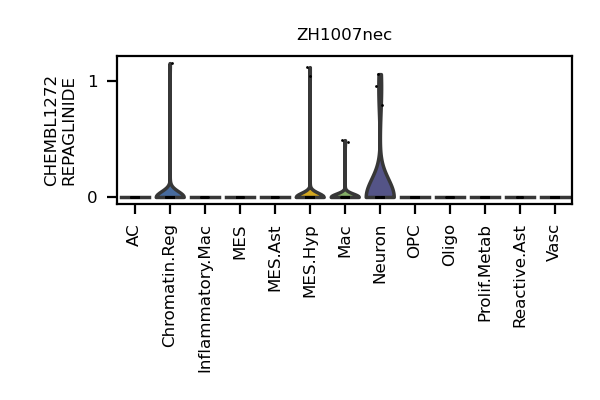 ZH1007nec
CHEMBL1272
REPAGLINIDE
1
0
AC
Chromatin.Reg
Inflammatory.Mac
MES
MES.Ast
MES.Hyp
Mac
Neuron
OPC
Oligo
Prolif.Metab
Reactive.Ast
Vasc